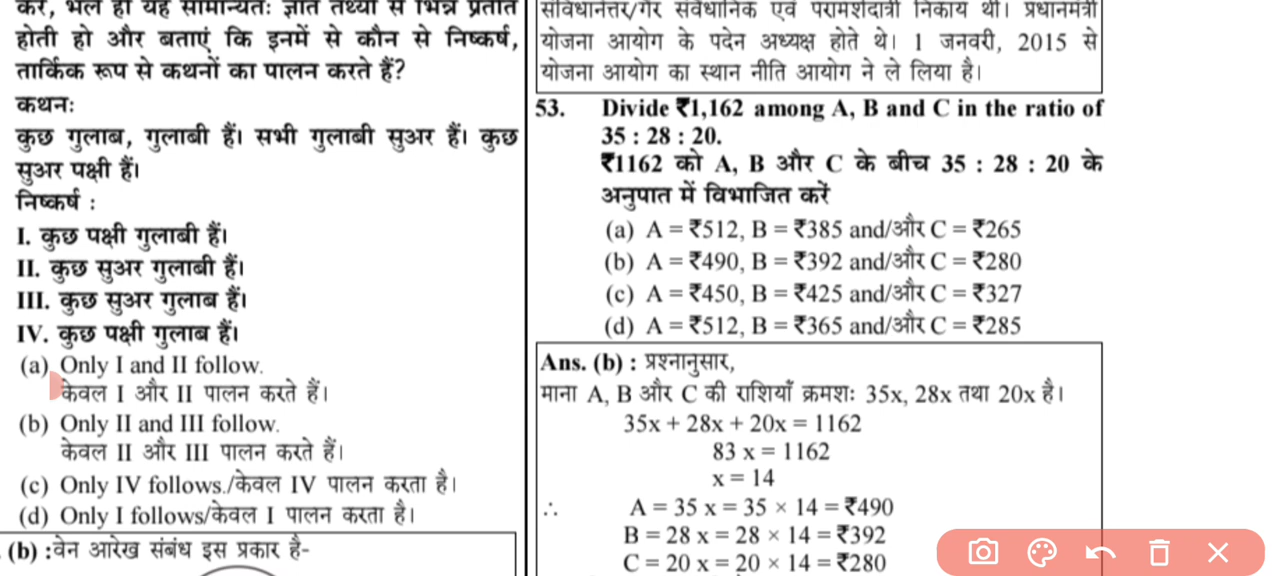 करें, भले ही यह सामान्यतः ज्ञात तथ्यों से भिन्न प्रतीत
होती हो और बताएं कि इनमें से कौन से निष्कर्ष,
तार्किक रूप से कथनों का पालन करते हैं?
कथनः
कुछ गुलाब, गुलाबी हैं। सभी गुलाबी सुअर हैं। कुछ
सुअर पक्षी हैं।
निष्कर्ष :
I. कुछ पक्षी गुलाबी हैं।
II. कुछ सुअर गुलाबी हैं।
III. कुछ सुअर गुलाब हैं।
IV. कुछ पक्षी गुलाब हैं।
(a) Only I and II follow.
केवल I और II पालन करते हैं।
(b) Only II and III follow.
केवल II और III पालन करते हैं।
(c) Only IV follows./केवल IV पालन करता है।
(d) Only I follows/केवल I पालन करता है।
(b) :वेन आरेख संबंध इस प्रकार है-
संविधानेत्तर/गैर संवैधानिक एवं परामर्शदात्री निकाय थी। प्रधानमंत्री
योजना आयोग के पदेन अध्यक्ष होते थे। 1 जनवरी, 2015 से
योजना आयोग का स्थान नीति आयोग ने ले लिया है।
53. Divide ₹1,162 among A, B and C in the ratio of
35 : 28 : 20.
₹1162 को A, B और C के बीच 35 : 28 : 20 के
अनुपात में विभाजित करें
(a) A = ₹512, B = ₹385 and/और C = ₹265
(b) A = ₹490, B = ₹392 and/और C = ₹280
(c) A = ₹450, B = ₹425 and/और C = ₹327
(d) A = ₹512, B = ₹365 and/और C = ₹285
Ans. (b) : प्रश्नानुसार,
माना A, B और C की राशियाँ क्रमशः 35x, 28x तथा 20x है।
35x + 28x + 20x = 1162
83 x = 1162
x = 14
∴ A = 35 x = 35 × 14 = ₹490
B = 28 x = 28 × 14 = ₹392
C = 20 x = 20 × 14 = ₹280